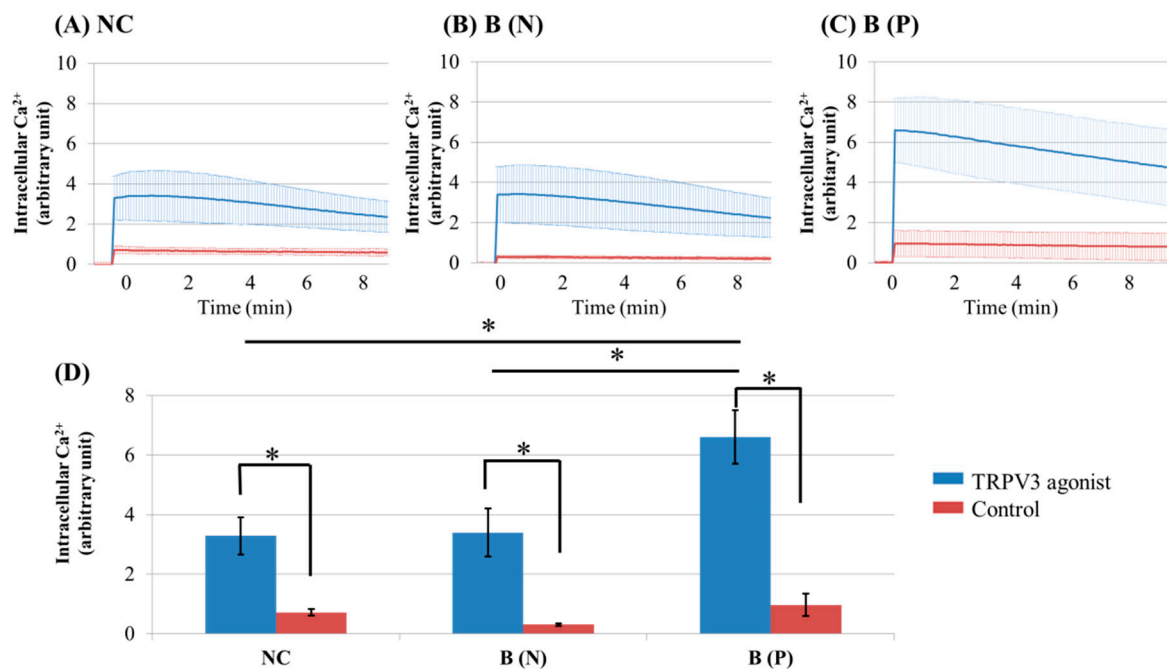 (A) NC
(B) B (N)
(C) B (P)
Intracellular Ca²⁺
(arbitrary unit)
10
8
6
4
2
0
0 2 4 6 8
Time (min)
Intracellular Ca²⁺
(arbitrary unit)
10
8
6
4
2
0
0 2 4 6 8
Time (min)
Intracellular Ca²⁺
(arbitrary unit)
10
8
6
4
2
0
0 2 4 6 8
Time (min)
*
*
(D)
Intracellular Ca²⁺
(arbitrary unit)
8
6
4
2
0
*
*
*
NC B (N) B (P)
TRPV3 agonist
Control